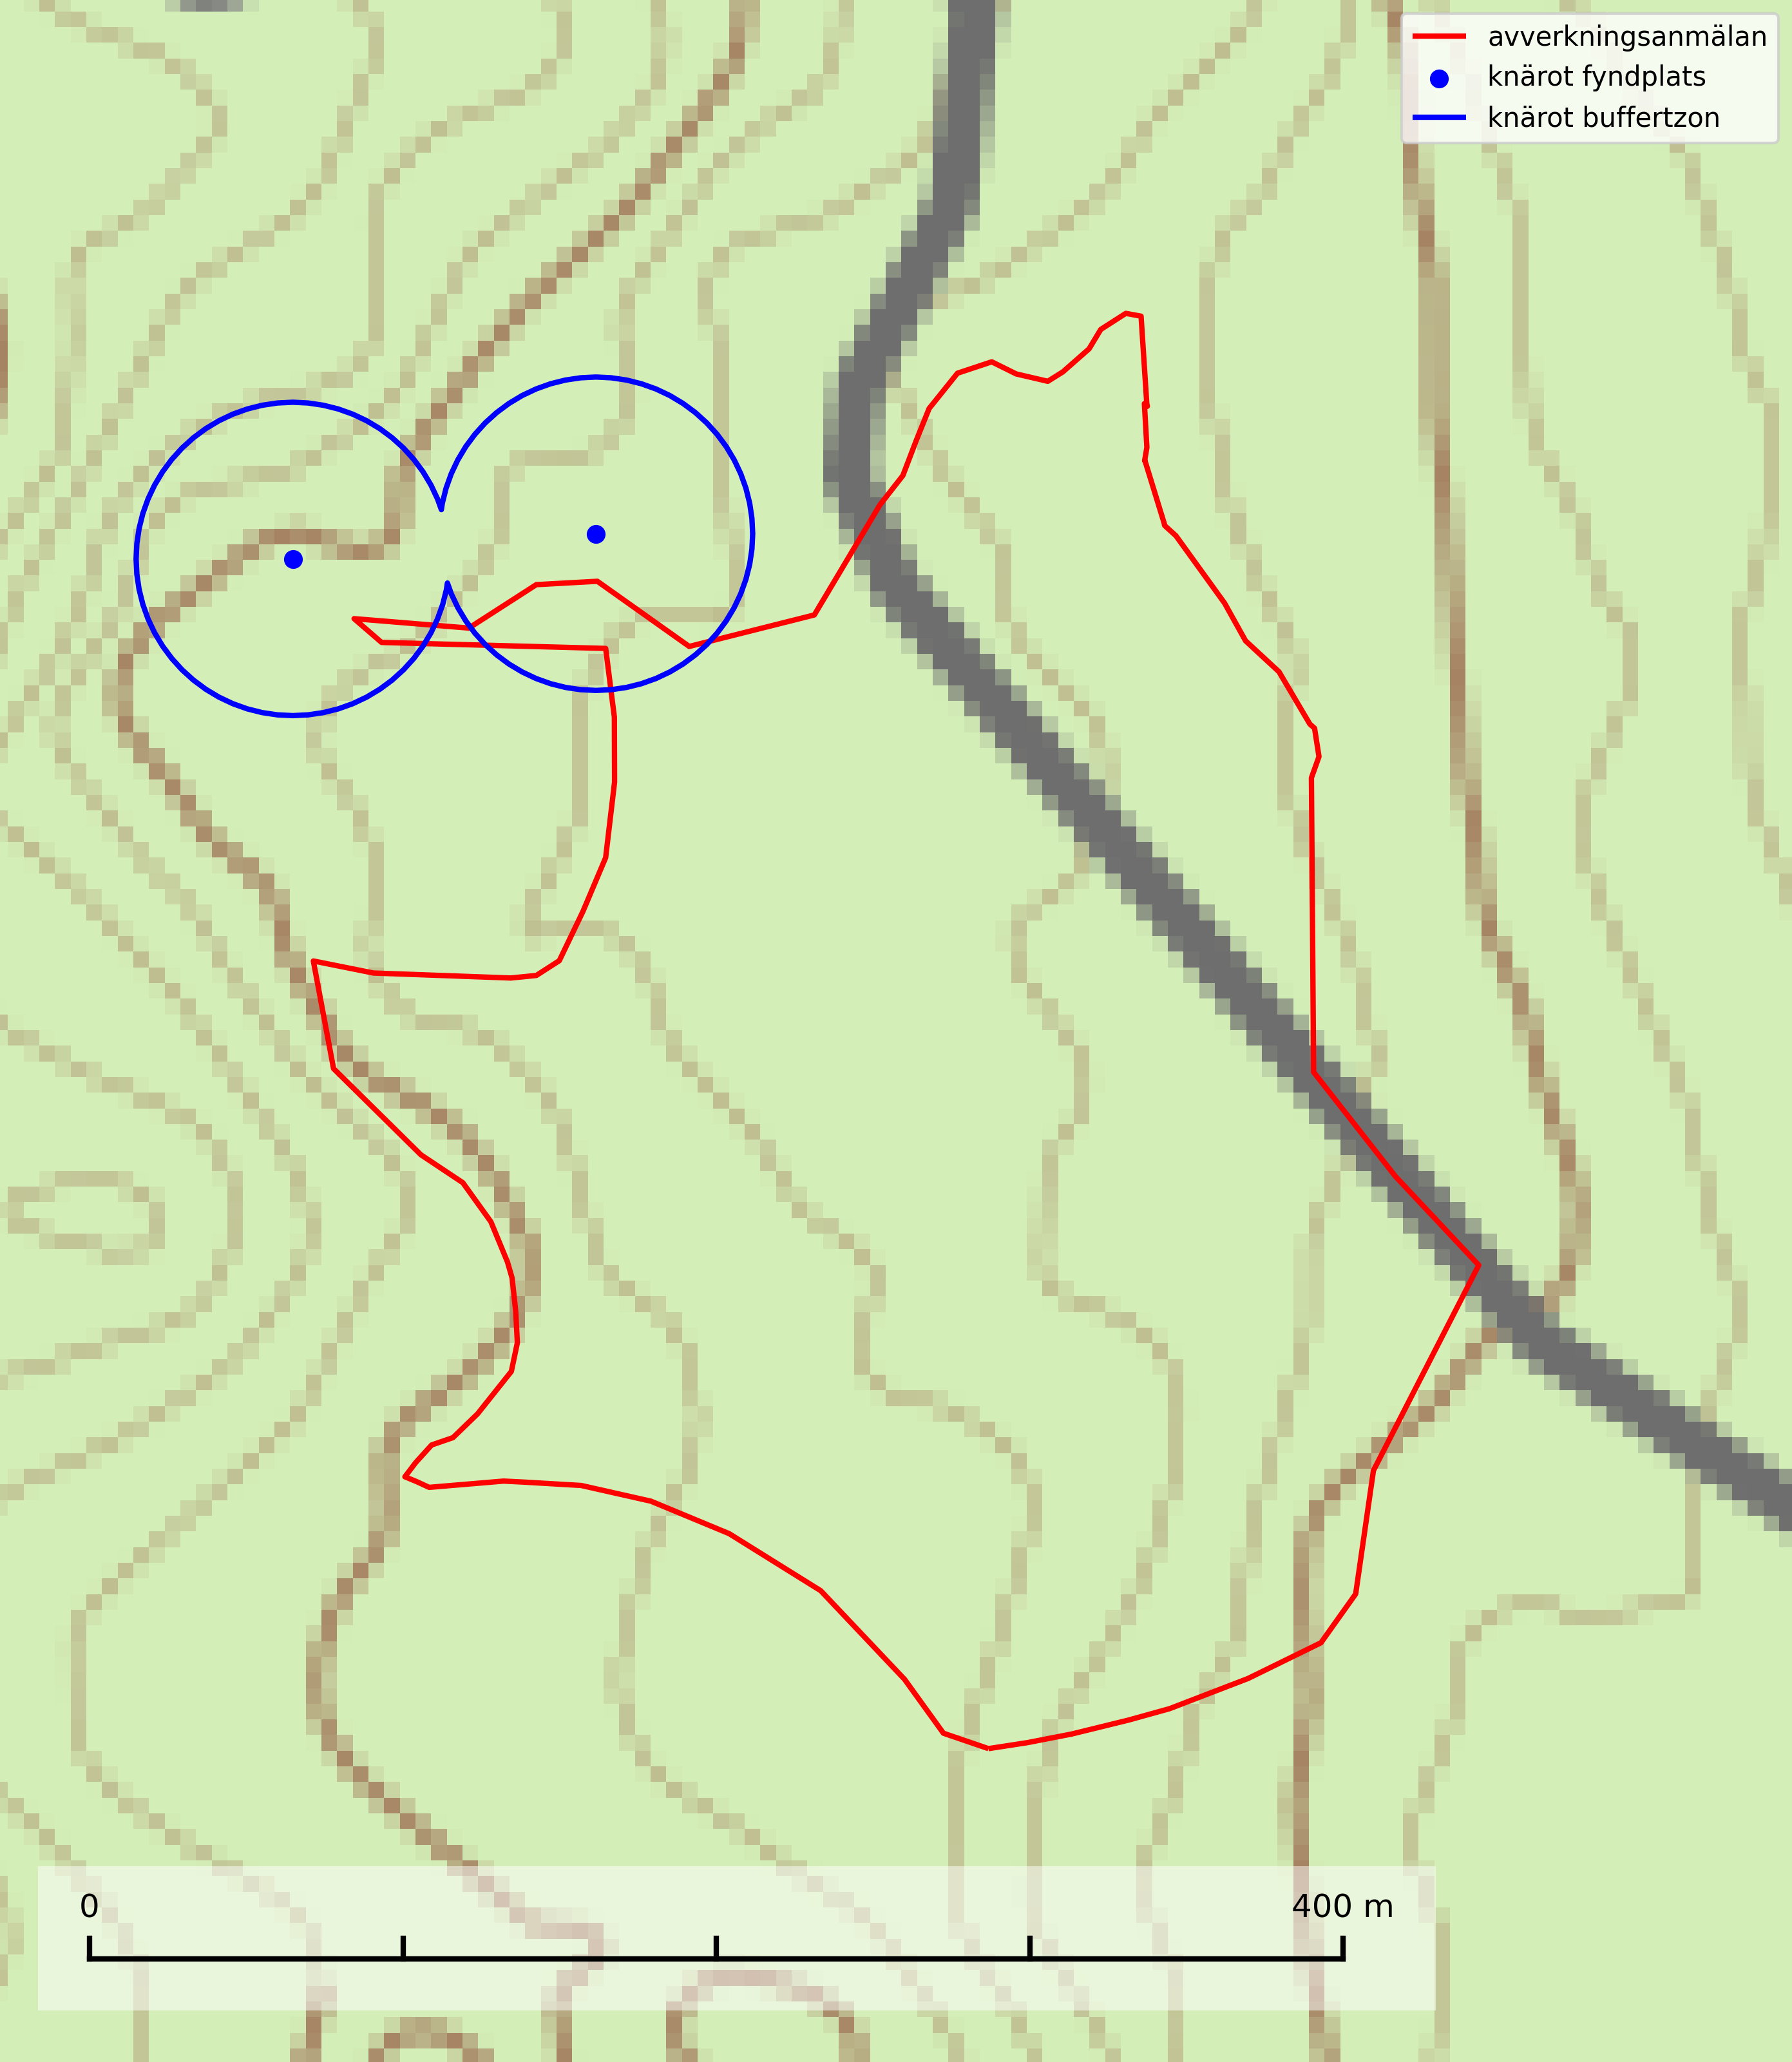 avverkningsanmälan
knärot fyndplats
knärot buffertzon
0
400 m